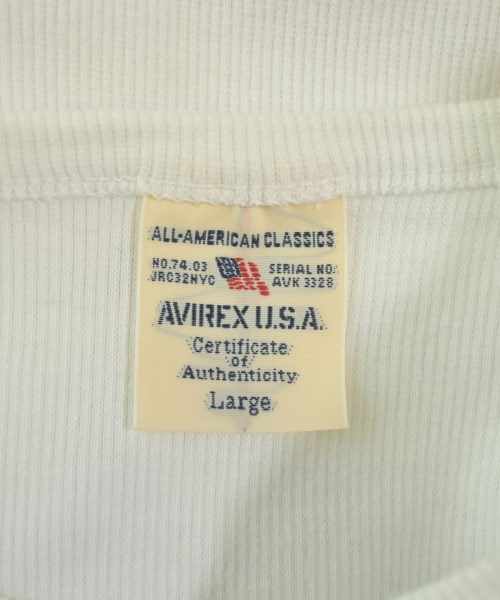 ALL-AMERICAN CLASSICS
NO.74.03 SERIAL NO.
JRC32NYC AVK 3328
AVIREX U.S.A.
Certificate
of
Authenticity
Large